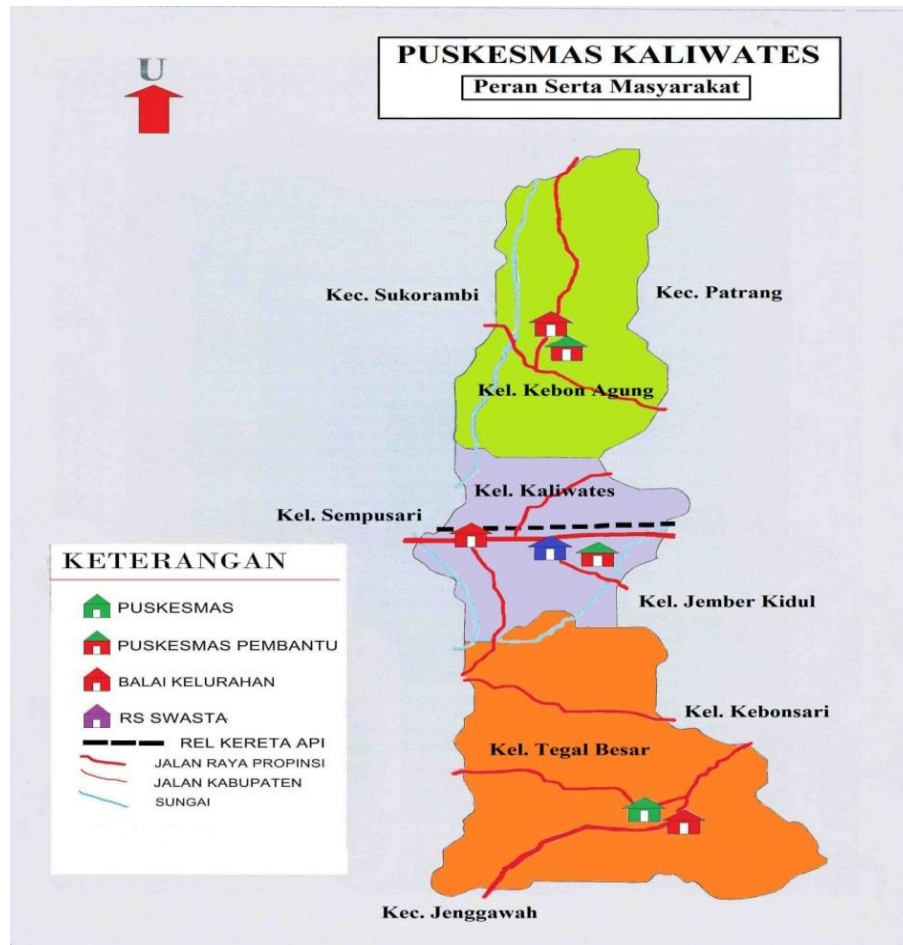 PUSKESMAS KALIWATES
Peran Serta Masyarakat
U
Kec. Sukorambi
Kec. Patrang
Kel. Kebon Agung
Kel. Kaliwates
Kel. Sempusari
Kel. Jember Kidul
Kel. Kebonsari
Kel. Tegal Besar
Kec. Jenggawah
KETERANGAN
PUSKESMAS
PUSKESMAS PEMBANTU
BALAI KELURAHAN
RS SWASTA
REL KERETA API
JALAN RAYA PROPINSI
JALAN KABUPATEN
SUNGAI